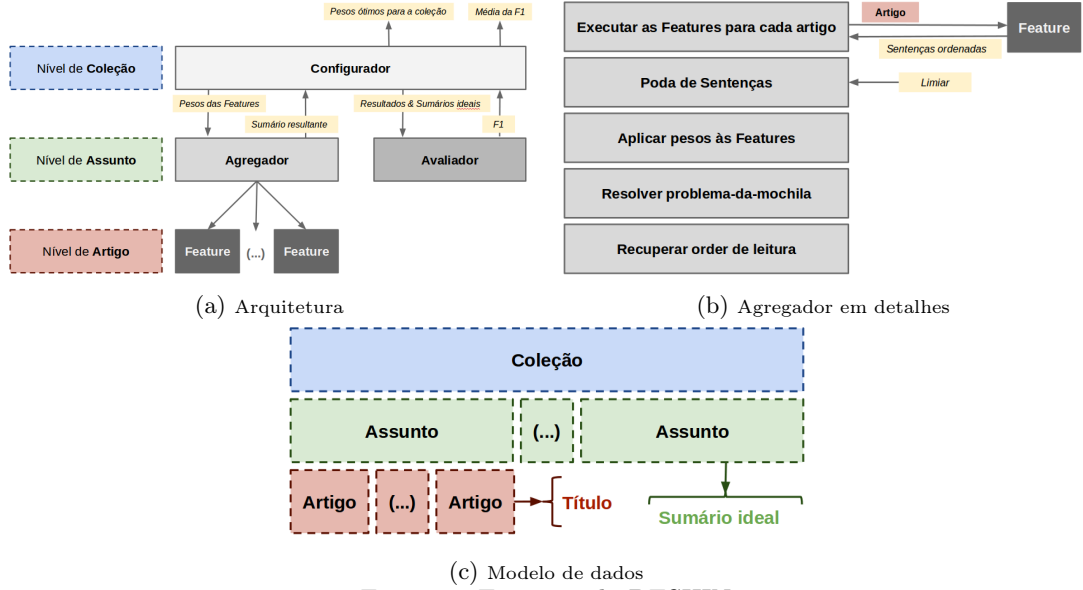 Pesos ótimos para a coleção
Média da F1
Nível de Coleção
Configurador
Pesos das Features
Resultados & Sumários ideais
Sumário resultante
F1
Nível de Assunto
Agregador
Avaliador
Nível de Artigo
Feature
(...)
Feature
(a) Arquitetura
Executar as Features para cada artigo
Artigo
Feature
Sentenças ordenadas
Poda de Sentenças
Limiar
Aplicar pesos às Features
Resolver problema-da-mochila
Recuperar order de leitura
(b) Agregador em detalhes
Coleção
Assunto
(...)
Assunto
Artigo
(...)
Artigo
Título
Sumário ideal
(c) Modelo de dados